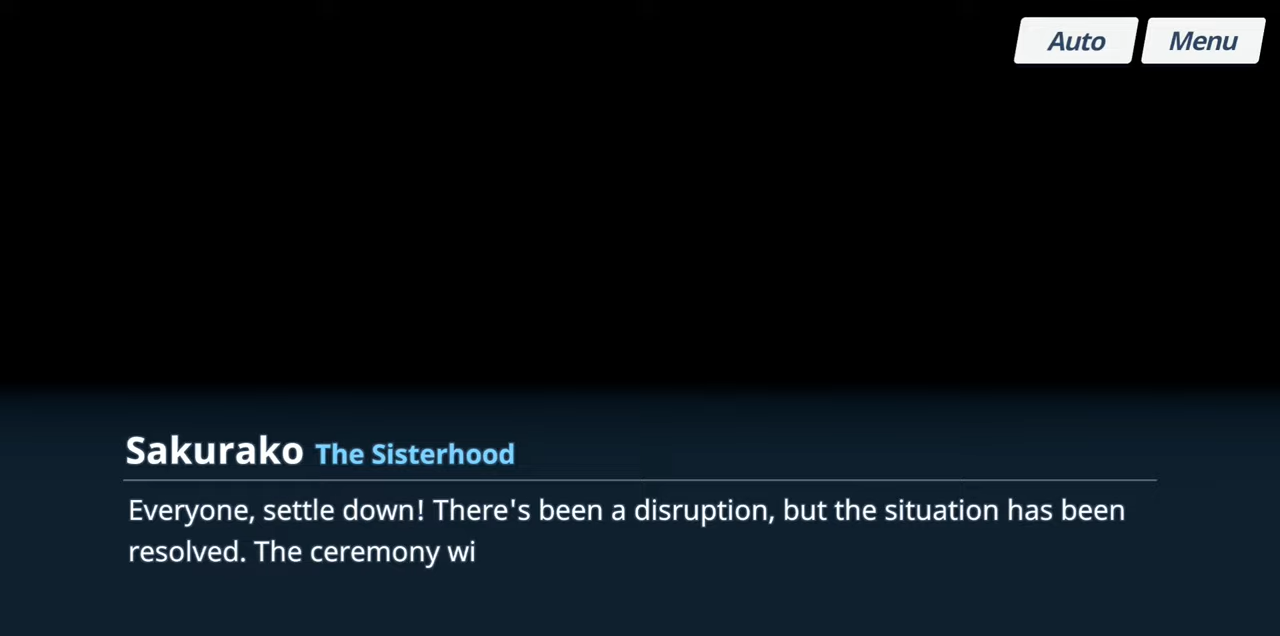 Auto Menu
Sakurako The Sisterhood
Everyone, settle down! There's been a disruption, but the situation has been
resolved. The ceremony wi